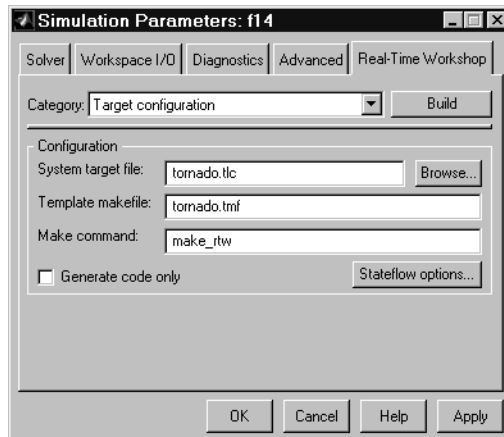 Simulation Parameters: f14
Solver Workspace I/O Diagnostics Advanced Real-Time Workshop
Category: Target configuration Build
Configuration
System target file: tornado.tlc Browse...
Template makefile: tornado.tmf
Make command: make_rtw
Generate code only Stateflow options...
OK Cancel Help Apply